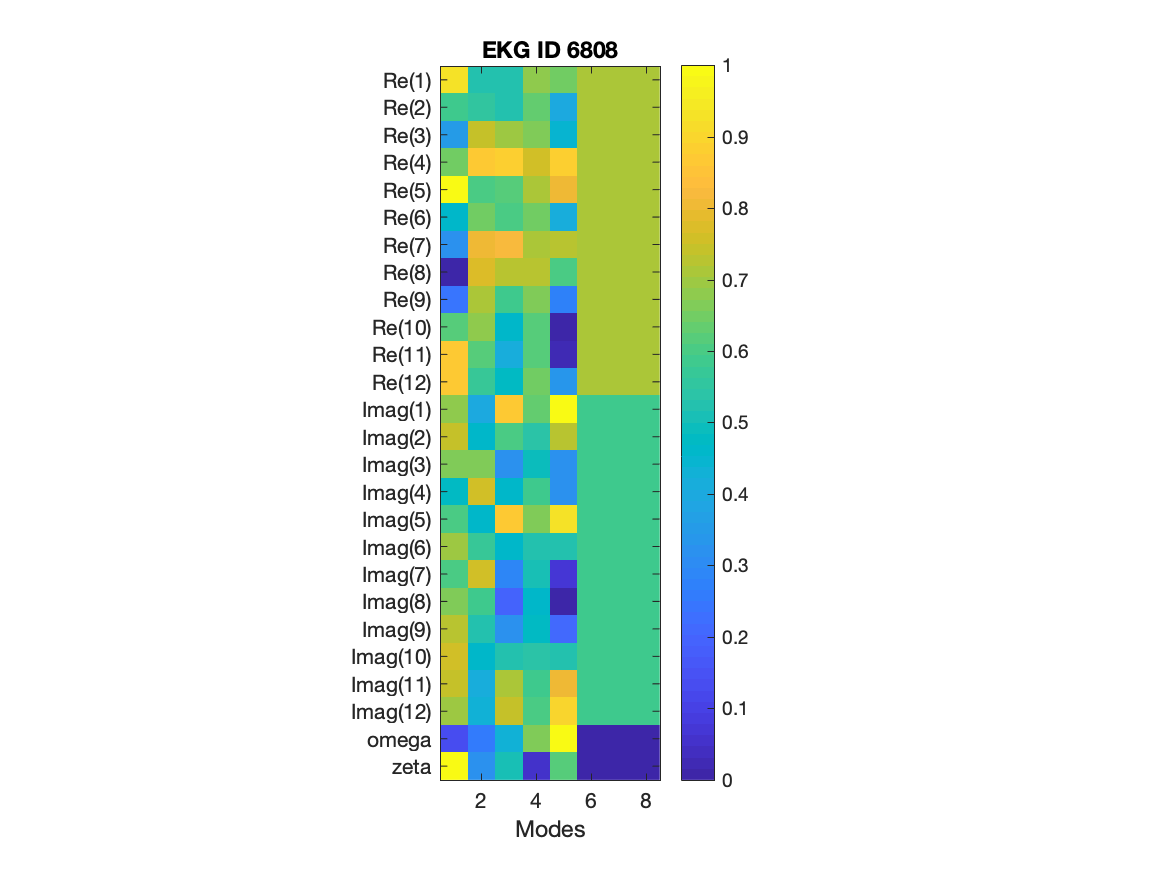 EKG ID 6808
Re(1)
Re(2)
Re(3)
Re(4)
Re(5)
Re(6)
Re(7)
Re(8)
Re(9)
Re(10)
Re(11)
Re(12)
Imag(1)
Imag(2)
Imag(3)
Imag(4)
Imag(5)
Imag(6)
Imag(7)
Imag(8)
Imag(9)
Imag(10)
Imag(11)
Imag(12)
omega
zeta
2 4 6 8
Modes
1
0.9
0.8
0.7
0.6
0.5
0.4
0.3
0.2
0.1
0